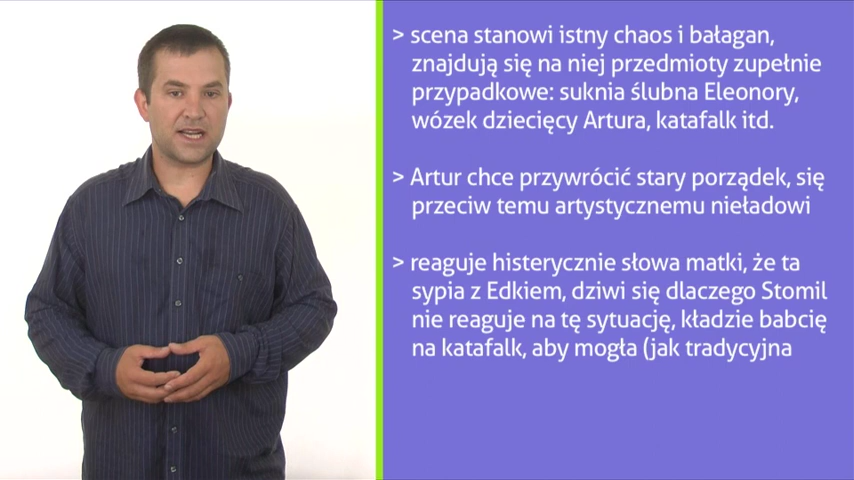 > scena stanowi istny chaos i bałagan,
znajdują się na niej przedmioty zupełnie
przypadkowe: suknia ślubna Eleonory,
wózek dziecięcy Artura, katafalk itd.
> Artur chce przywrócić stary porządek, się
przeciw temu artystycznemu nieładowi
> reaguje histerycznie słowa matki, że ta
sypia z Edkiem, dziwi się dlaczego Stomil
nie reaguje na tę sytuację, kładzie babcię
na katafalk, aby mogła (jak tradycyjna